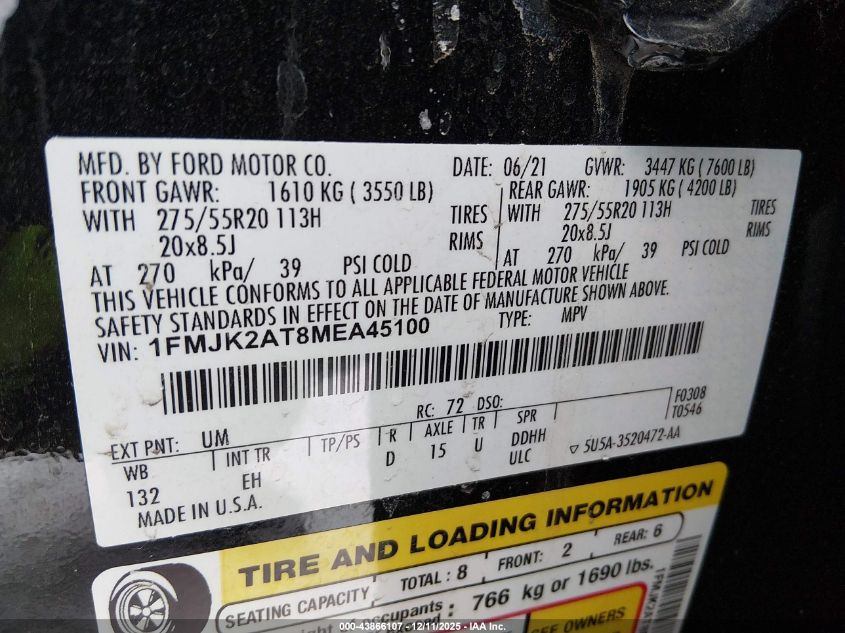 MFD. BY FORD MOTOR CO. DATE: 06/21 GVWR: 3447 KG ( 7600 LB)
FRONT GAWR: 1610 KG ( 3550 LB) REAR GAWR: 1905 KG ( 4200 LB)
WITH 275/55R20 113H TIRES WITH 275/55R20 113H TIRES
20x8.5J RIMS 20x8.5J RIMS
AT 270 kPa/ 39 PSI COLD AT 270 kPa/ 39 PSI COLD
THIS VEHICLE CONFORMS TO ALL APPLICABLE FEDERAL MOTOR VEHICLE
SAFETY STANDARDS IN EFFECT ON THE DATE OF MANUFACTURE SHOWN ABOVE.
VIN: 1FMJK2AT8MEA45100 TYPE: MPV
F0308
T0546
RC: 72 DSO:
EXT PNT: UM
WB INT TR TP/PS R AXLE TR SPR
132 EH D 15 U DDHH
ULC 5U5A-3520472-AA
MADE IN U.S.A.
TIRE AND LOADING INFORMATION
SEATING CAPACITY TOTAL: 8 FRONT: 2 REAR: 6
occupants : 766 kg or 1690 lbs.
SEE OWNERS
000-43866107 - 12/11/2025 - IAA Inc.